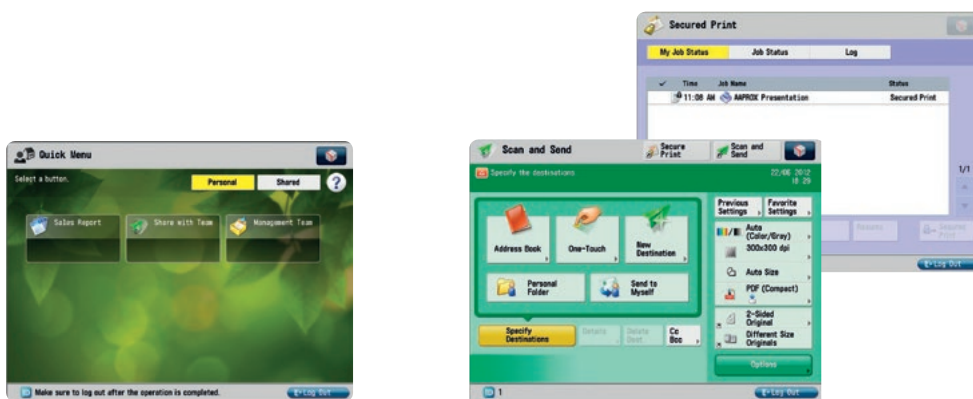 Quick Menu
Select a button.
Personal
Shared
?
Sales Report
Share with Team
Management Team
Make sure to log out after the operation is completed.
Log Out
Secured Print
My Job Status
Job Status
Log
Time
Job Name
Status
11:08 AM
AAPROX Presentation
Secured Print
1/1
Secured
Print
Log Out
Scan and Send
Secure
Print
Scan and
Send
Specify the destinations
22/06 2012
18 29
Address Book
One-Touch
New
Destination
Personal
Folder
Send to
Myself
Specify
Destinations
Details
Delete
Dest.
Cc
Bcc
Previous
Settings
Favorite
Settings
Auto
(Color/Gray)
300x300 dpi
Auto Size
PDF (Compact)
2-Sided
Original
Different Size
Originals
Options
1
Log Out